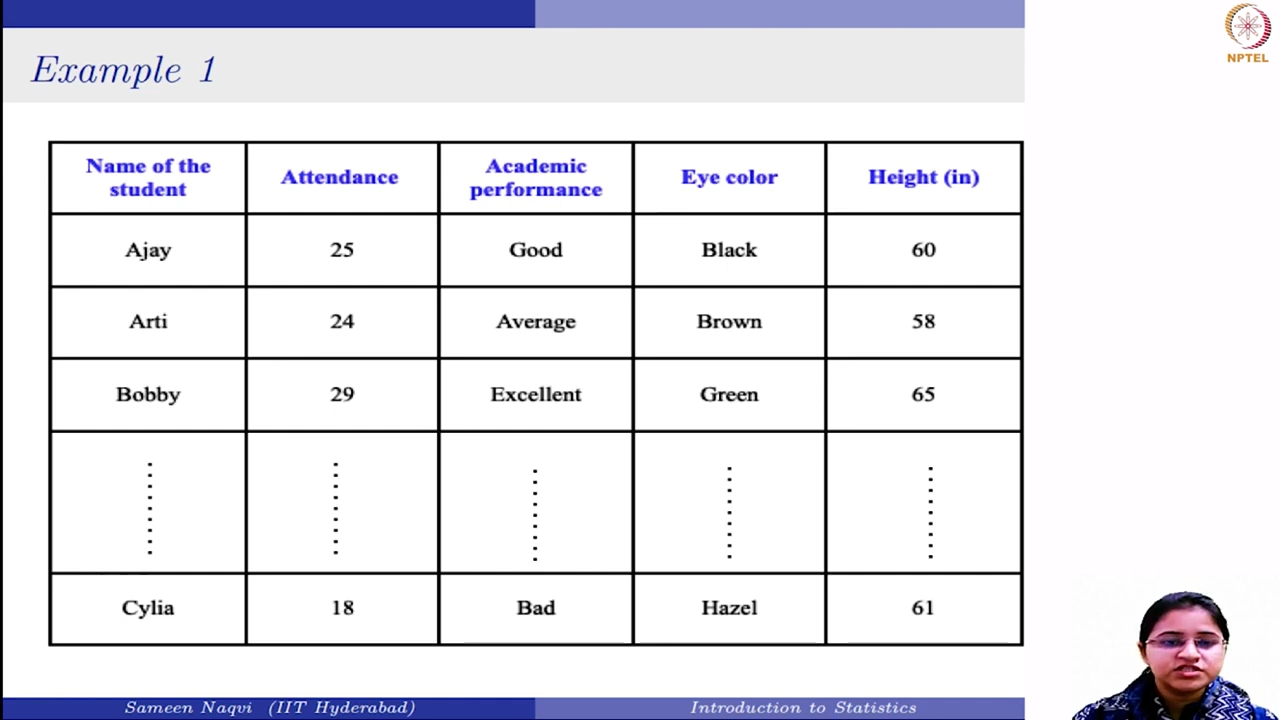 NPTEL
Example 1
Name of the student
Attendance
Academic performance
Eye color
Height (in)
Ajay 25 Good Black 60
Arti 24 Average Brown 58
Bobby 29 Excellent Green 65
Cylia 18 Bad Hazel 61
Sameen Naqvi (IIT Hyderabad)
Introduction to Statistics